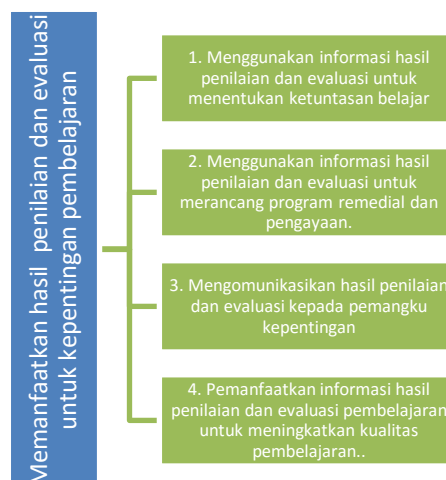 Memanfaatkan hasil penilaian dan evaluasi
untuk kepentingan pembelajaran
1. Menggunakan informasi hasil
penilaian dan evaluasi untuk
menentukan ketuntasan belajar
2. Menggunakan informasi hasil
penilaian dan evaluasi untuk
merancang program remedial dan
pengayaan.
3. Mengomunikasikan hasil penilaian
dan evaluasi kepada pemangku
kepentingan
4. Pemanfaatkan informasi hasil
penilaian dan evaluasi pembelajaran
untuk meningkatkan kualitas
pembelajaran..